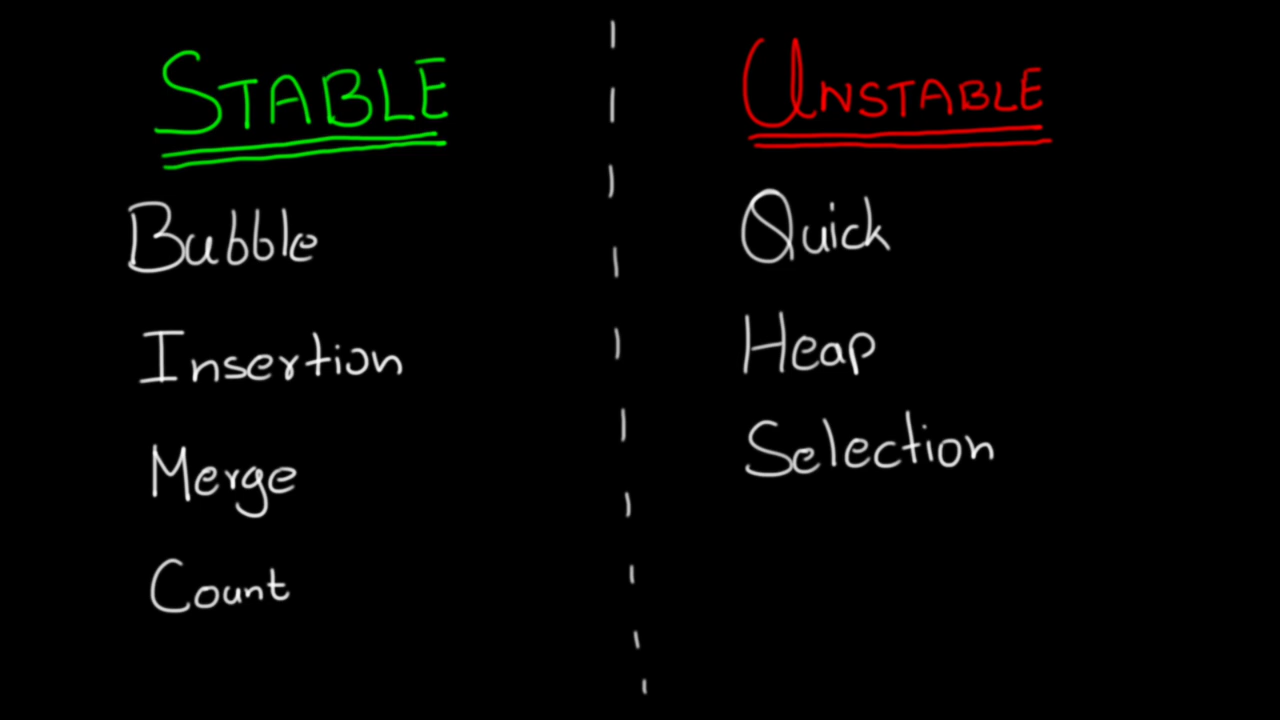 STABLE
Bubble
Insertion
Merge
Count
UNSTABLE
Quick
Heap
Selection